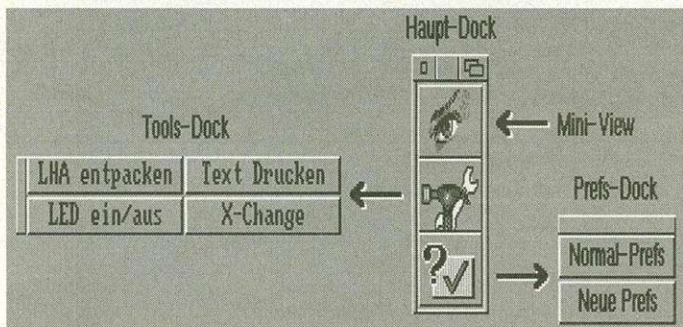 Haupt-Dock
Tools-Dock
Mini-View
LHA entpacken
Text Drucken
LED ein/aus
X-Change
Prefs-Dock
Normal-Prefs
Neue Prefs